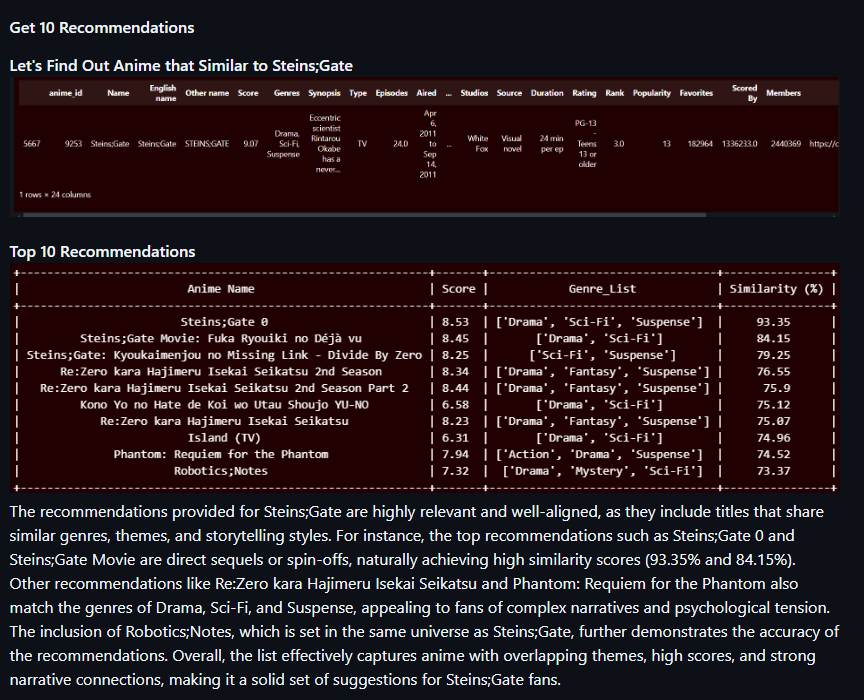 Get 10 Recommendations
Let's Find Out Anime that Similar to Steins;Gate
anime_id Name English name Other name Score Genres Synopsis Type Episodes Aired ... Studios Source Duration Rating Rank Popularity Favorites Scored By Members
5667 9253 Steins;Gate Steins;Gate STEINS;GATE 9.07 Drama, Sci-Fi, Suspense Eccentric scientist Rintarou Okabe has a never... TV 24.0 Apr 6, 2011 to Sep 14, 2011 ... White Fox Visual novel 24 min per ep PG-13 - Teens 13 or older 3.0 13 182964 1336233.0 2440369 https://c
1 rows × 24 columns
Top 10 Recommendations
| Anime Name | Score | Genre_List | Similarity (%) |
| Steins;Gate 0 | 8.53 | ['Drama', 'Sci-Fi', 'Suspense'] | 93.35 |
| Steins;Gate Movie: Fuka Ryouiki no Déjà vu | 8.45 | ['Drama', 'Sci-Fi'] | 84.15 |
| Steins;Gate: Kyoukaimenjou no Missing Link - Divide By Zero | 8.25 | ['Sci-Fi', 'Suspense'] | 79.25 |
| Re:Zero kara Hajimeru Isekai Seikatsu 2nd Season | 8.34 | ['Drama', 'Fantasy', 'Suspense'] | 76.55 |
| Re:Zero kara Hajimeru Isekai Seikatsu 2nd Season Part 2 | 8.44 | ['Drama', 'Fantasy', 'Suspense'] | 75.9 |
| Kono Yo no Hate de Koi wo Utau Shoujo YU-NO | 6.58 | ['Drama', 'Sci-Fi'] | 75.12 |
| Re:Zero kara Hajimeru Isekai Seikatsu | 8.23 | ['Drama', 'Fantasy', 'Suspense'] | 75.07 |
| Island (TV) | 6.31 | ['Drama', 'Sci-Fi'] | 74.96 |
| Phantom: Requiem for the Phantom | 7.94 | ['Action', 'Drama', 'Suspense'] | 74.52 |
| Robotics;Notes | 7.32 | ['Drama', 'Mystery', 'Sci-Fi'] | 73.37 |
The recommendations provided for Steins;Gate are highly relevant and well-aligned, as they include titles that share
similar genres, themes, and storytelling styles. For instance, the top recommendations such as Steins;Gate 0 and
Steins;Gate Movie are direct sequels or spin-offs, naturally achieving high similarity scores (93.35% and 84.15%).
Other recommendations like Re:Zero kara Hajimeru Isekai Seikatsu and Phantom: Requiem for the Phantom also
match the genres of Drama, Sci-Fi, and Suspense, appealing to fans of complex narratives and psychological tension.
The inclusion of Robotics;Notes, which is set in the same universe as Steins;Gate, further demonstrates the accuracy of
the recommendations. Overall, the list effectively captures anime with overlapping themes, high scores, and strong
narrative connections, making it a solid set of suggestions for Steins;Gate fans.